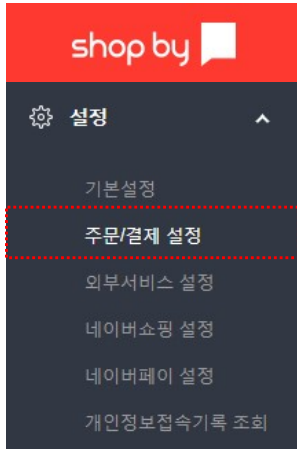 shop by
설정
기본설정
주문/결제 설정
외부서비스 설정
네이버쇼핑 설정
네이버페이 설정
개인정보접속기록 조회